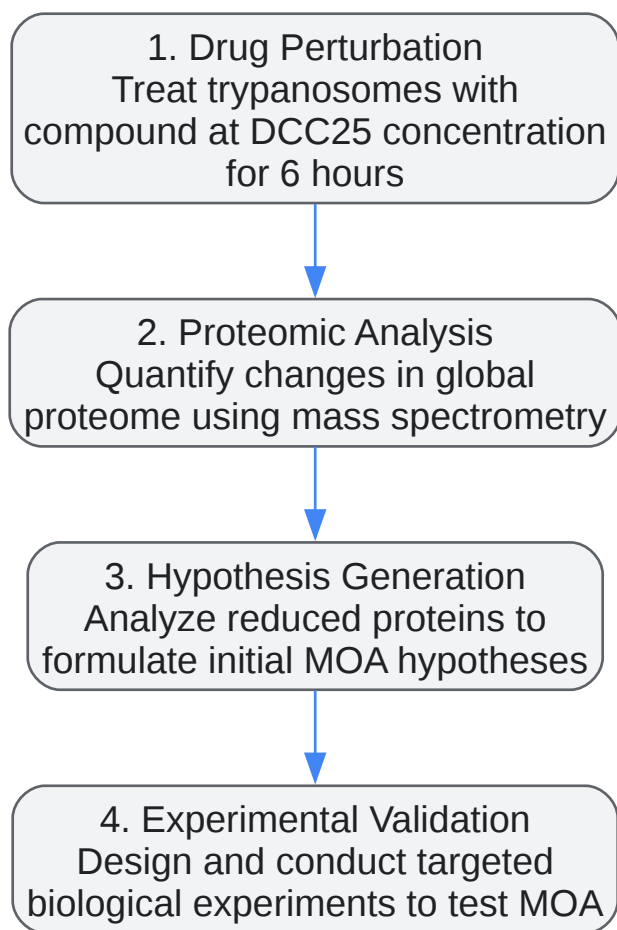 1. Drug Perturbation
Treat trypanosomes with
compound at DCC25 concentration
for 6 hours
2. Proteomic Analysis
Quantify changes in global
proteome using mass spectrometry
3. Hypothesis Generation
Analyze reduced proteins to
formulate initial MOA hypotheses
4. Experimental Validation
Design and conduct targeted
biological experiments to test MOA